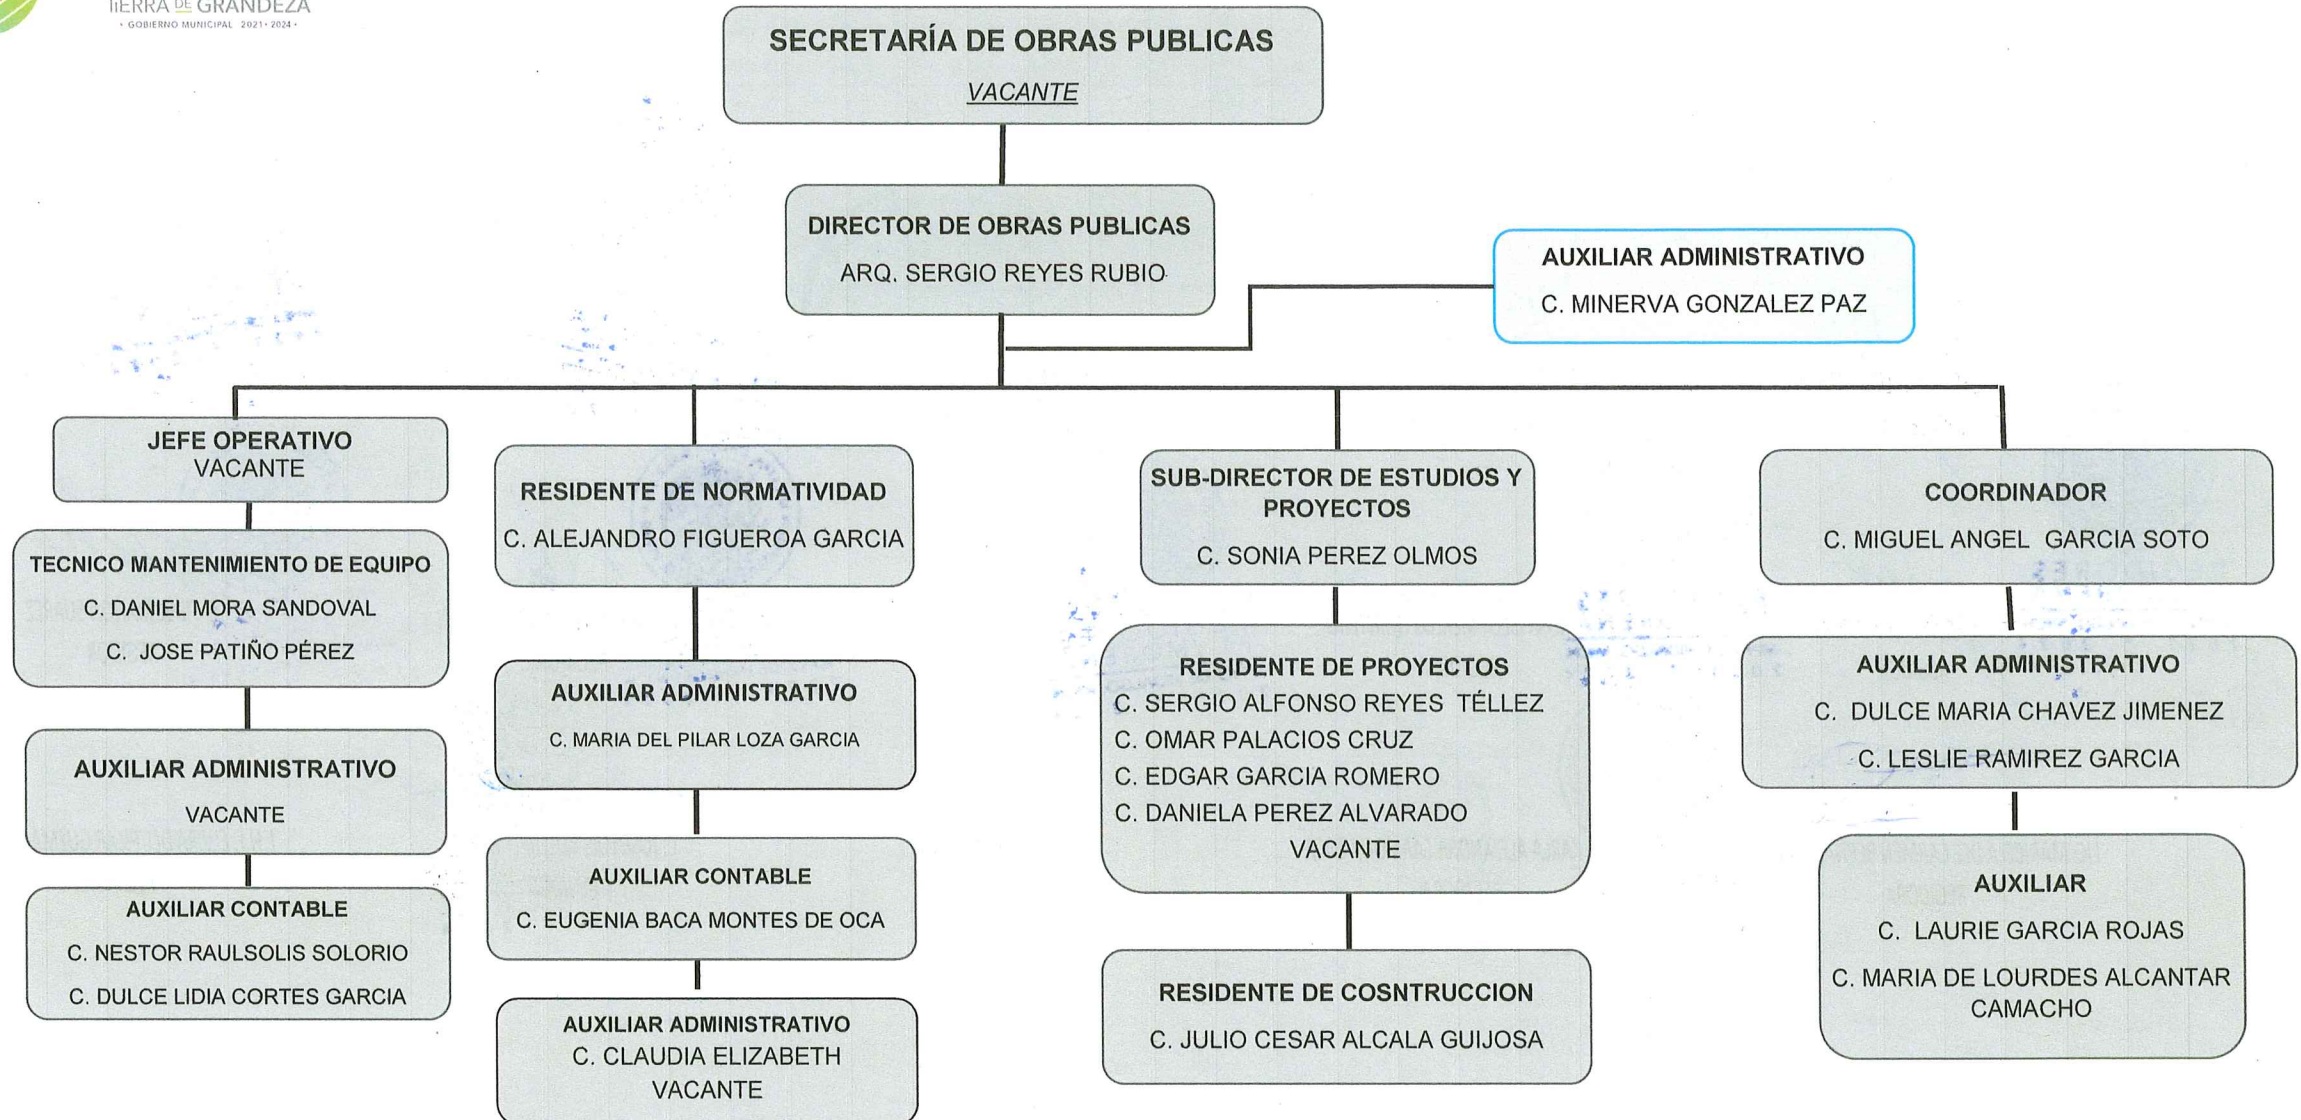 TIERRA DE GRANDEZA
• GOBIERNO MUNICIPAL 2021 • 2024 •
SECRETARÍA DE OBRAS PUBLICAS
VACANTE
DIRECTOR DE OBRAS PUBLICAS
ARQ. SERGIO REYES RUBIO
AUXILIAR ADMINISTRATIVO
C. MINERVA GONZALEZ PAZ
JEFE OPERATIVO
VACANTE
TECNICO MANTENIMIENTO DE EQUIPO
C. DANIEL MORA SANDOVAL
C. JOSE PATIÑO PÉREZ
AUXILIAR ADMINISTRATIVO
VACANTE
AUXILIAR CONTABLE
C. NESTOR RAULSOLIS SOLORIO
C. DULCE LIDIA CORTES GARCIA
RESIDENTE DE NORMATIVIDAD
C. ALEJANDRO FIGUEROA GARCIA
AUXILIAR ADMINISTRATIVO
C. MARIA DEL PILAR LOZA GARCIA
AUXILIAR CONTABLE
C. EUGENIA BACA MONTES DE OCA
AUXILIAR ADMINISTRATIVO
C. CLAUDIA ELIZABETH
VACANTE
SUB-DIRECTOR DE ESTUDIOS Y
PROYECTOS
C. SONIA PEREZ OLMOS
RESIDENTE DE PROYECTOS
C. SERGIO ALFONSO REYES TÉLLEZ
C. OMAR PALACIOS CRUZ
C. EDGAR GARCIA ROMERO
C. DANIELA PEREZ ALVARADO
VACANTE
RESIDENTE DE COSNTRUCCION
C. JULIO CESAR ALCALA GUIJOSA
COORDINADOR
C. MIGUEL ANGEL GARCIA SOTO
AUXILIAR ADMINISTRATIVO
C. DULCE MARIA CHAVEZ JIMENEZ
C. LESLIE RAMIREZ GARCIA
AUXILIAR
C. LAURIE GARCIA ROJAS
C. MARIA DE LOURDES ALCANTAR
CAMACHO